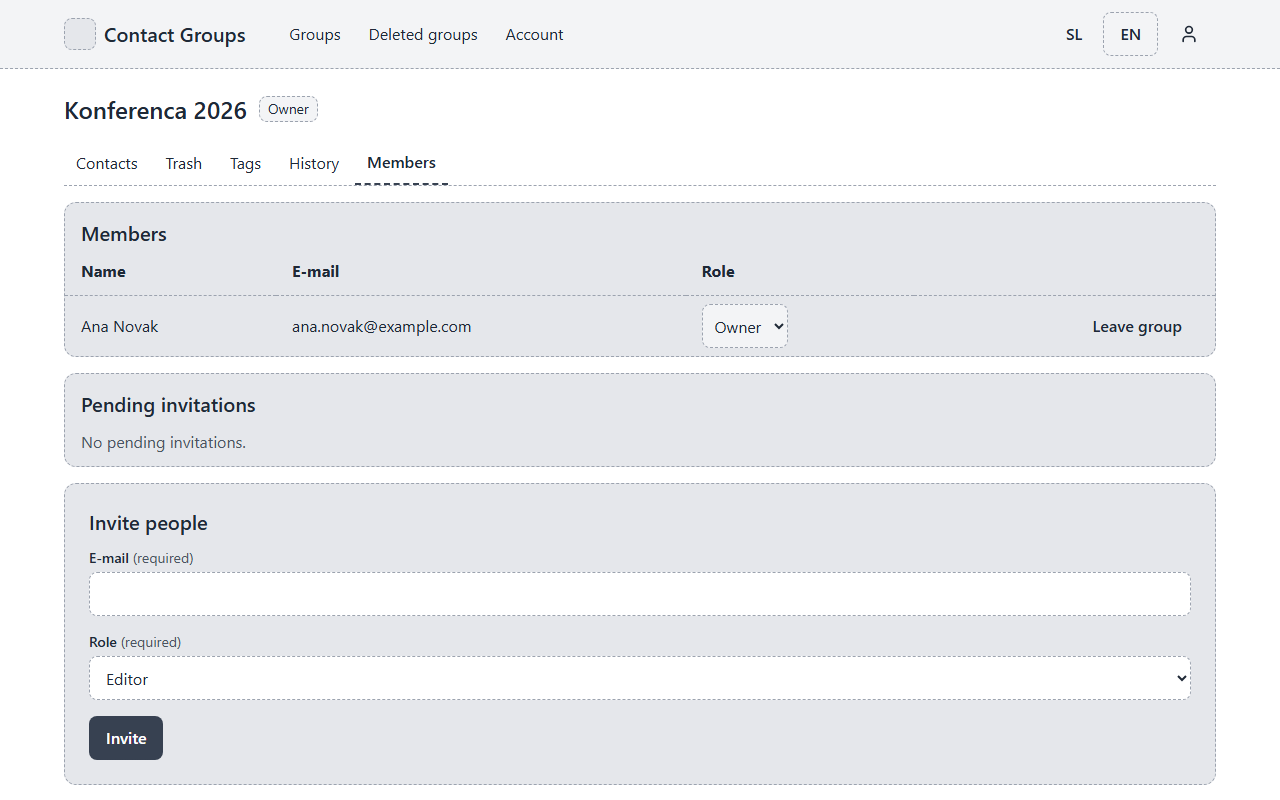 Contact Groups Groups Deleted groups Account SL EN
Konferenca 2026 Owner
Contacts Trash Tags History Members
Members
Name E-mail Role
Ana Novak ana.novak@example.com Owner Leave group
Pending invitations
No pending invitations.
Invite people
E-mail (required)
Role (required)
Editor
Invite